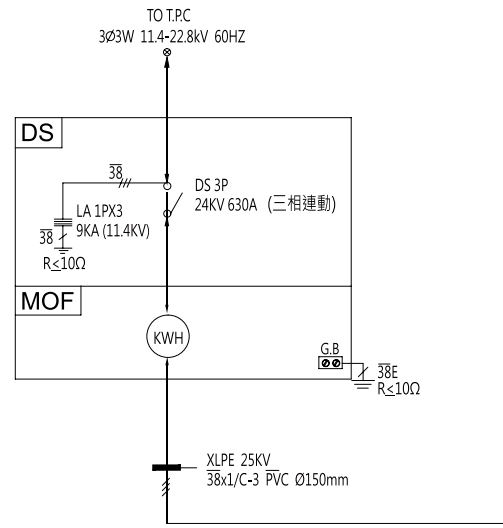 TO T.P.C
3Ø3W 11.4-22.8kV 60HZ
DS
38
DS 3P
24KV 630A (三相連動)
LA 1PX3
9KA (11.4KV)
38
R≤10Ω
MOF
KWH
G.B
38E
R≤10Ω
XLPE 25KV
38x1/C-3 PVC Ø150mm